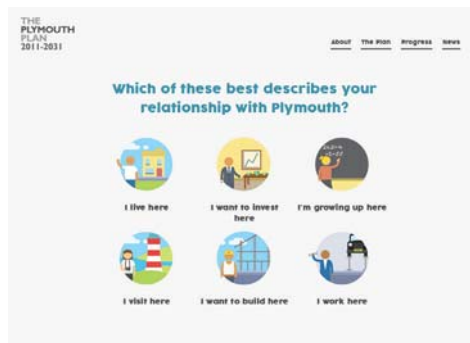 THE
PLYMOUTH
PLAN
2011-2031
About The Plan Progress News
Which of these best describes your
relationship with Plymouth?
I live here
I want to invest
here
I'm growing up here
I visit here
I want to build here
I work here